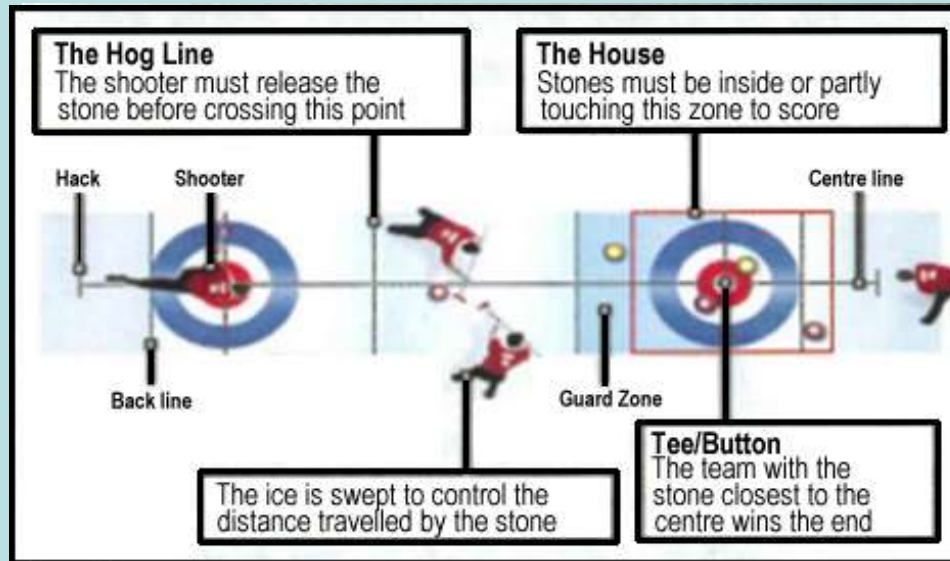 The Hog Line
The shooter must release the
stone before crossing this point
The House
Stones must be inside or partly
touching this zone to score
Hack
Shooter
Centre line
Back line
Guard Zone
The ice is swept to control the
distance travelled by the stone
Tee/Button
The team with the
stone closest to the
centre wins the end